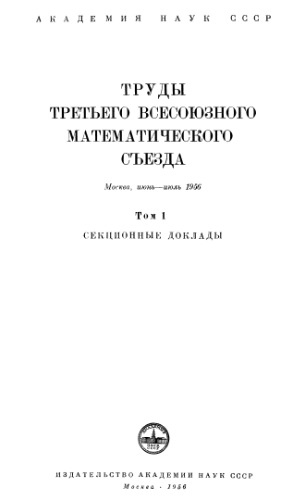 АКАДЕМИЯ НАУК СССР
ТРУДЫ
ТРЕТЬЕГО ВСЕСОЮЗНОГО
МАТЕМАТИЧЕСКОГО
СЪЕЗДА
Москва, июнь—июль 1956
Том I
СЕКЦИОННЫЕ ДОКЛАДЫ
ИЗДАТЕЛЬСТВО АКАДЕМИИ НАУК СССР
Москва · 1956